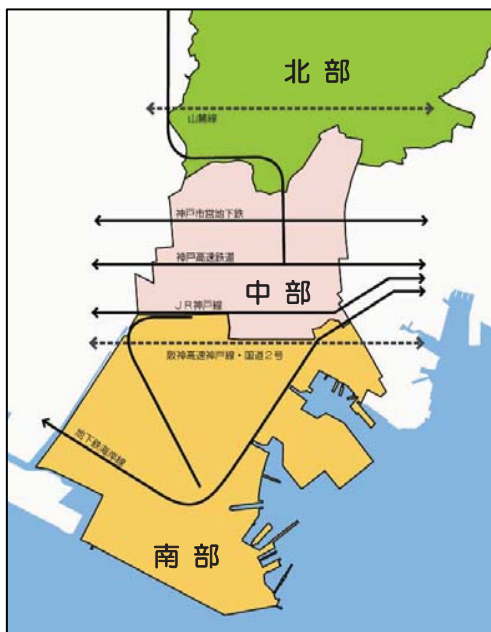 北部
山麓線
神戸市営地下鉄
神戸高速鉄道
中部
JR神戸線
阪神高速神戸線・国道2号
地下鉄海岸線
南部